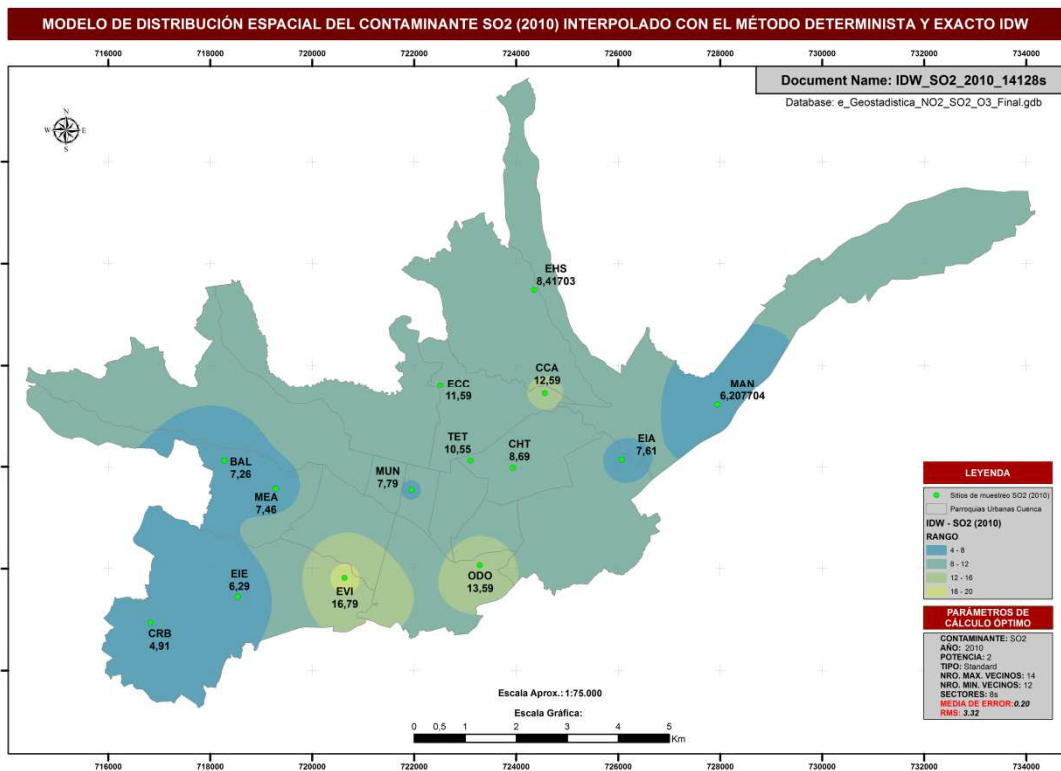 MODELO DE DISTRIBUCIÓN ESPACIAL DEL CONTAMINANTE SO2 (2010) INTERPOLADO CON EL MÉTODO DETERMINISTA Y EXACTO IDW
716000 718000 720000 722000 724000 726000 728000 730000 732000 734000
Document Name: IDW_SO2_2010_14128s
Database: e_Geostadistica_NO2_SO2_O3_Final.gdb
N
W E
S
EHS
8,41703
CCA
12,59
ECC
11,59
MAN
6,207704
TET
10,55
CHT
8,69
EIA
7,61
BAL
7,26
MUN
7,79
MEA
7,46
EIE
6,29
EVI
16,79
ODO
13,59
CRB
4,91
LEYENDA
Sitios de muestreo SO2 (2010)
Parroquias Urbanas Cuenca
IDW - SO2 (2010)
RANGO
4 - 8
8 - 12
12 - 16
16 - 20
PARÁMETROS DE
CÁLCULO ÓPTIMO
CONTAMINANTE: SO2
AÑO: 2010
POTENCIA: 2
TIPO: Standard
NRO. MAX. VECINOS: 14
NRO. MIN. VECINOS: 12
SECTORES: 8s
MEDIA DE ERROR: 0.20
RMS: 3.32
Escala Aprox.: 1:75.000
Escala Gráfica:
0 0,5 1 2 3 4 5
Km
716000 718000 720000 722000 724000 726000 728000 730000 732000 734000